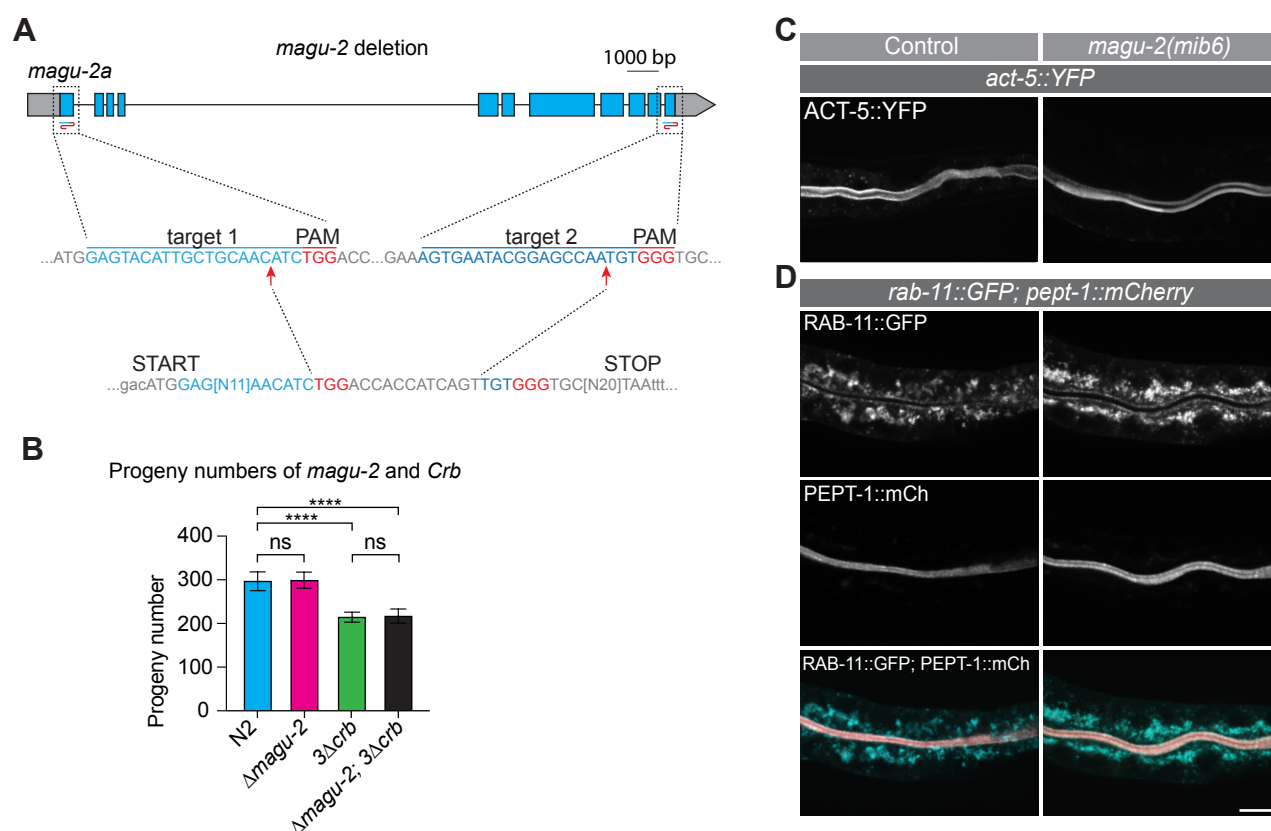 A
magu-2 deletion
1000 bp
magu-2a
target 1
PAM
target 2
PAM
...ATGGAGTACATTGCTGCAACATCTGGACC...GAAAGTGAATACGGAGCCAATGTGGGTGC...
START
STOP
...gacATGGAG[N11]AACATCTGGACCACCATCAGTTGTGGGTGC[N20]TAAttt...
B
Progeny numbers of magu-2 and Crb
****
****
ns
ns
Progeny number
400
300
200
100
0
N2
Δmagu-2
3Δcrb
Δmagu-2; 3Δcrb
C
Control
magu-2(mib6)
act-5::YFP
ACT-5::YFP
D
rab-11::GFP; pept-1::mCherry
RAB-11::GFP
PEPT-1::mCh
RAB-11::GFP; PEPT-1::mCh